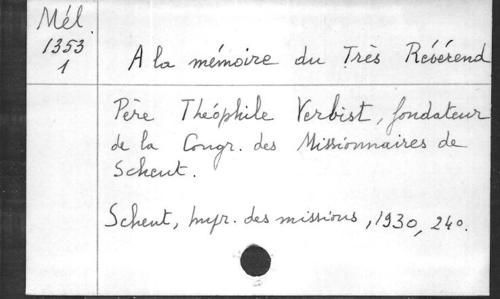 Mél.
1353
1
A la mémoire du Très Révérend
Père Théophile Verbist, fondateur
de la Congr. des Missionnaires de
Scheut.
Scheut, Impr. des missions, 1930, 24o.